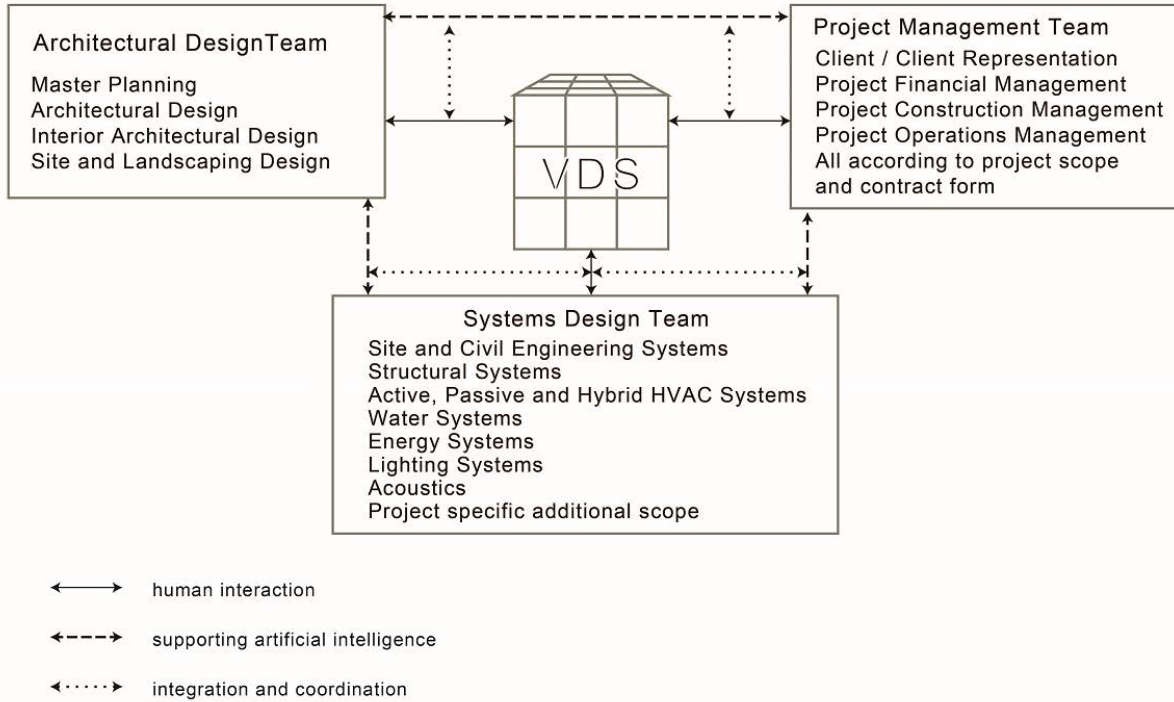 Architectural DesignTeam
Master Planning
Architectural Design
Interior Architectural Design
Site and Landscaping Design
VDS
Project Management Team
Client / Client Representation
Project Financial Management
Project Construction Management
Project Operations Management
All according to project scope
and contract form
Systems Design Team
Site and Civil Engineering Systems
Structural Systems
Active, Passive and Hybrid HVAC Systems
Water Systems
Energy Systems
Lighting Systems
Acoustics
Project specific additional scope
human interaction
supporting artificial intelligence
integration and coordination